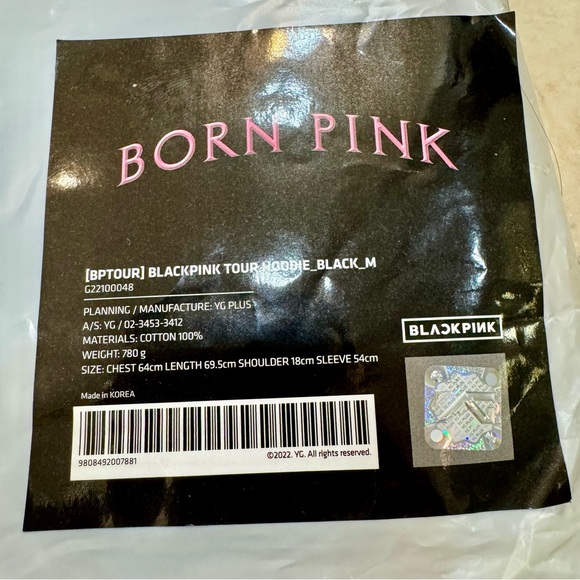 BORN PINK
[BPTOUR] BLACKPINK TOUR HOODIE_BLACK_M
G22100048
PLANNING / MANUFACTURE: YG PLUS
A/S: YG / 02-3453-3412
MATERIALS: COTTON 100%
WEIGHT: 780 g
SIZE: CHEST 64cm LENGTH 69.5cm SHOULDER 18cm SLEEVE 54cm
BLACKPINK
Made in KOREA
9808492007881
©2022. YG. All rights reserved.